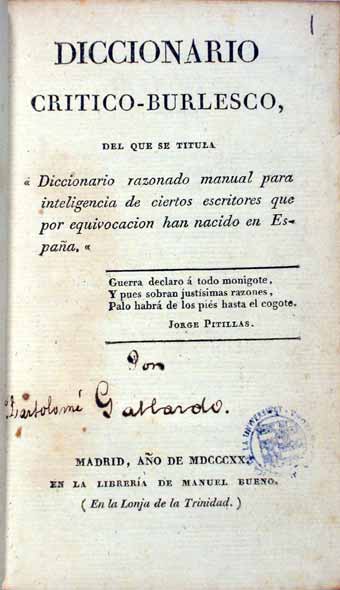 1
DICCIONARIO
CRITICO-BURLESCO,
DEL QUE SE TITULA
« Diccionario razonado manual para
inteligencia de ciertos escritores que
por equivocacion han nacido en Es-
paña. «
Guerra declaro á todo monigote,
Y pues sobran justísimas razones,
Palo habrá de los piés hasta el cogote.
JORGE PITILLAS.
Don
Bartolomé Gallardo.
MADRID, AÑO DE MDCCCXX.
EN LA LIBRERÍA DE MANUEL BUENO.
( En la Lonja de la Trinidad. )